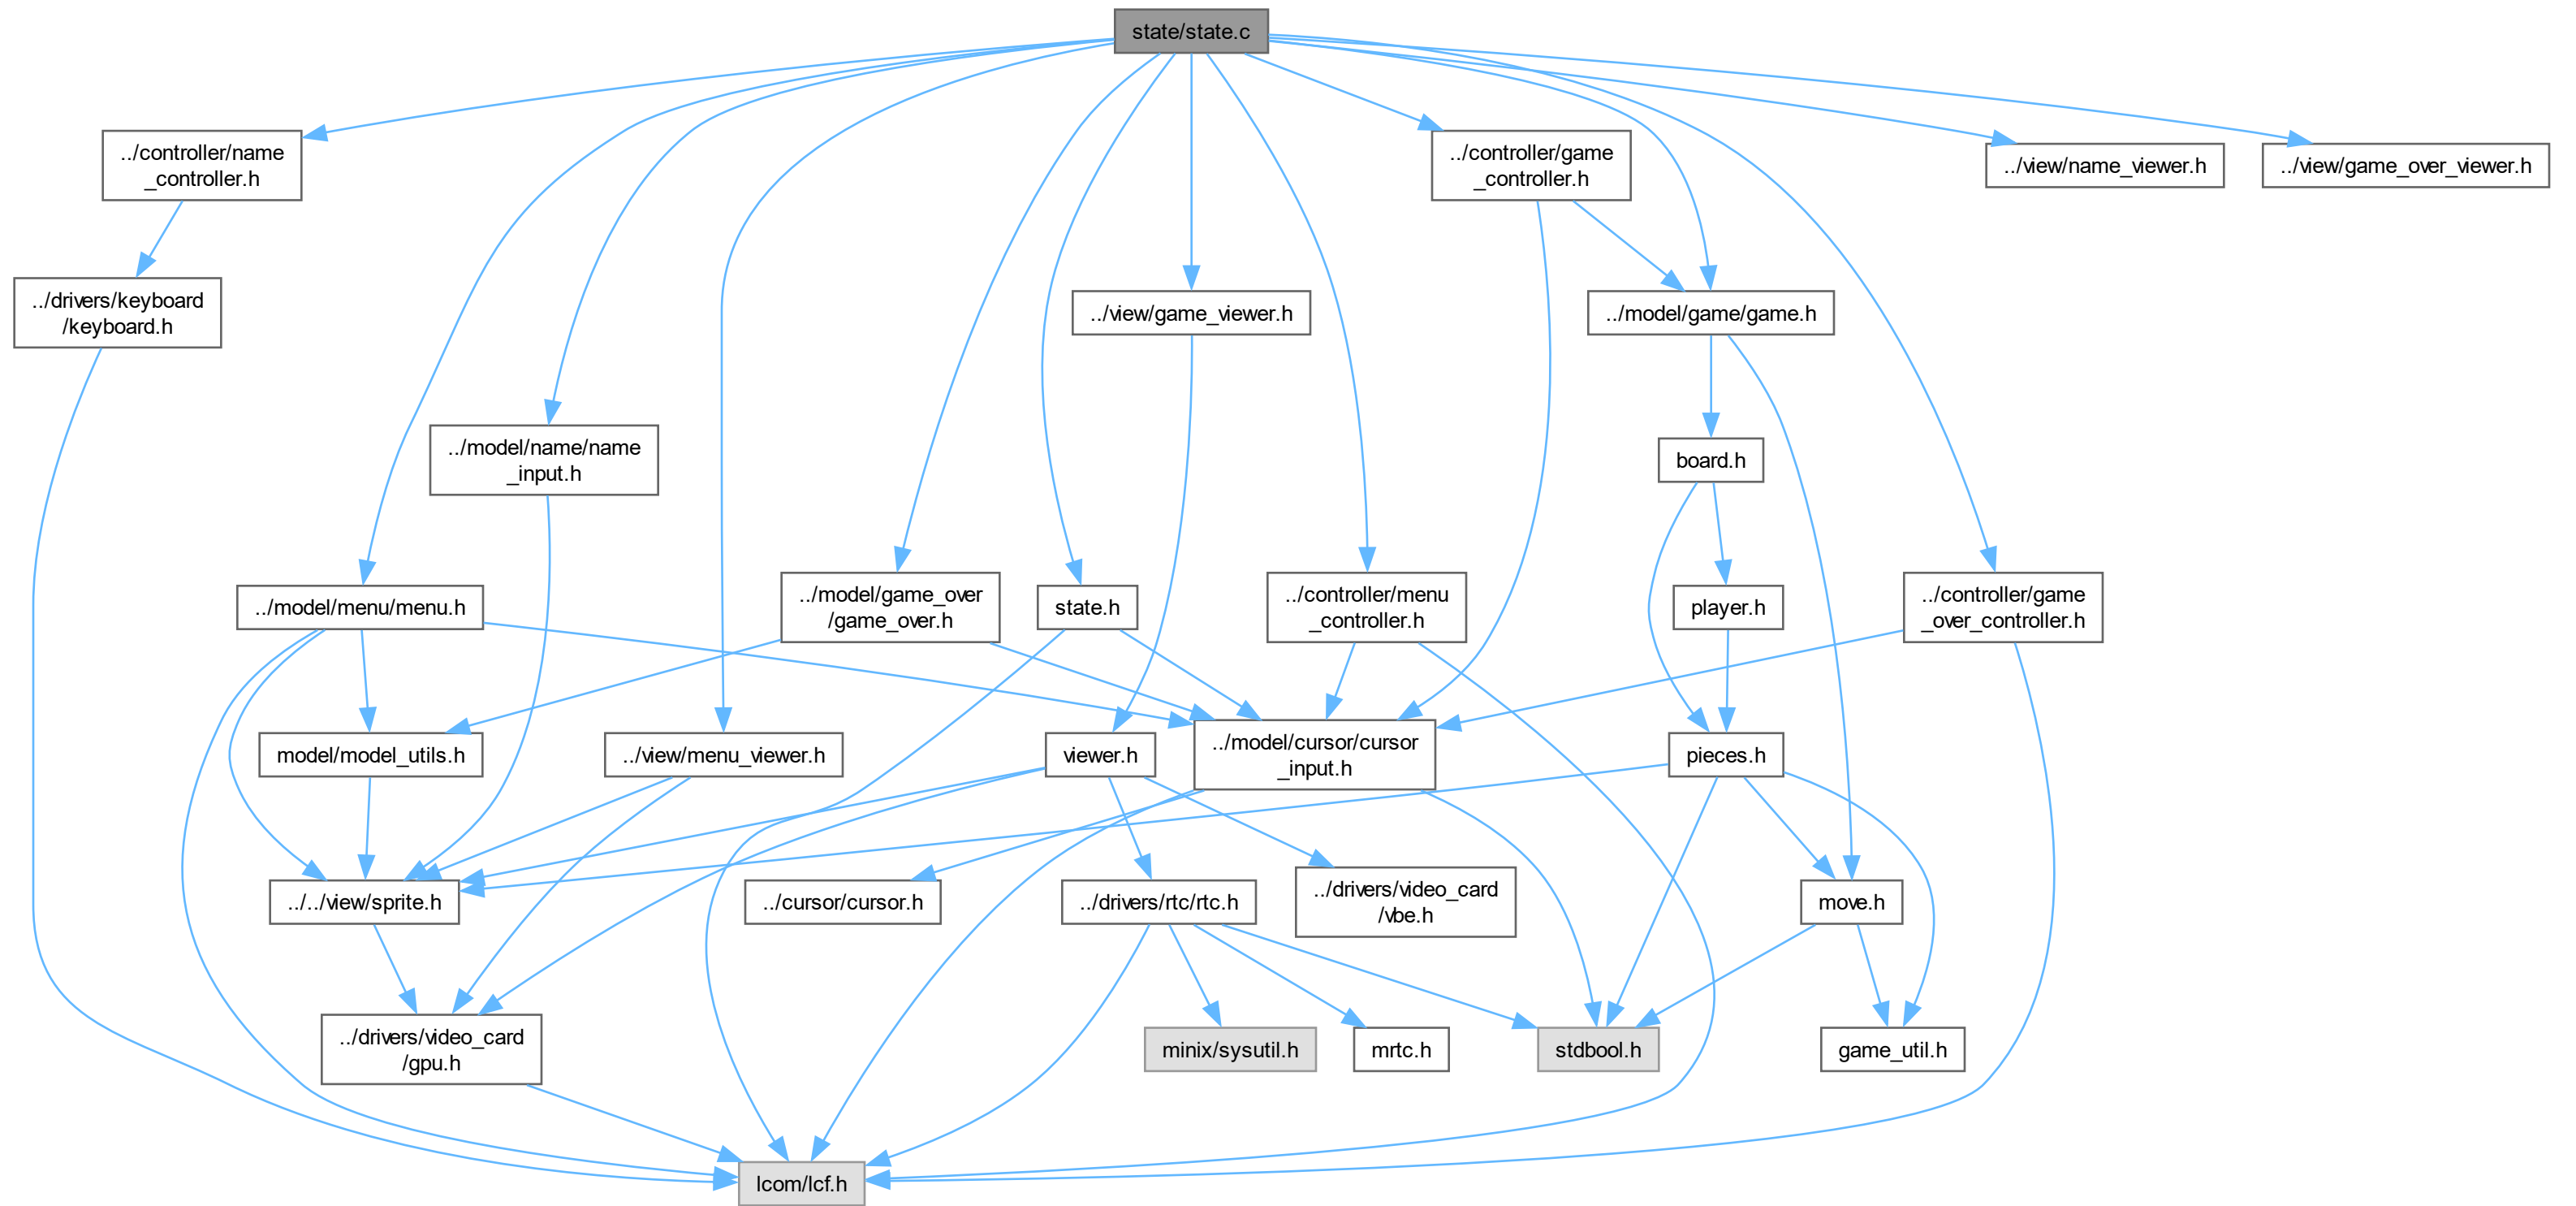 state/state.c
../controller/name
_controller.h
../controller/game
_controller.h
../view/name_viewer.h
../view/game_over_viewer.h
../drivers/keyboard
/keyboard.h
../view/game_viewer.h
../model/game/game.h
../model/name/name
_input.h
board.h
../model/menu/menu.h
../model/game_over
/game_over.h
state.h
../controller/menu
_controller.h
player.h
../controller/game
_over_controller.h
model/model_utils.h
../view/menu_viewer.h
viewer.h
../model/cursor/cursor
_input.h
pieces.h
../../view/sprite.h
../cursor/cursor.h
../drivers/rtc/rtc.h
../drivers/video_card
/vbe.h
move.h
../drivers/video_card
/gpu.h
minix/sysutil.h
mrtc.h
stdbool.h
game_util.h
lcom/lcf.h